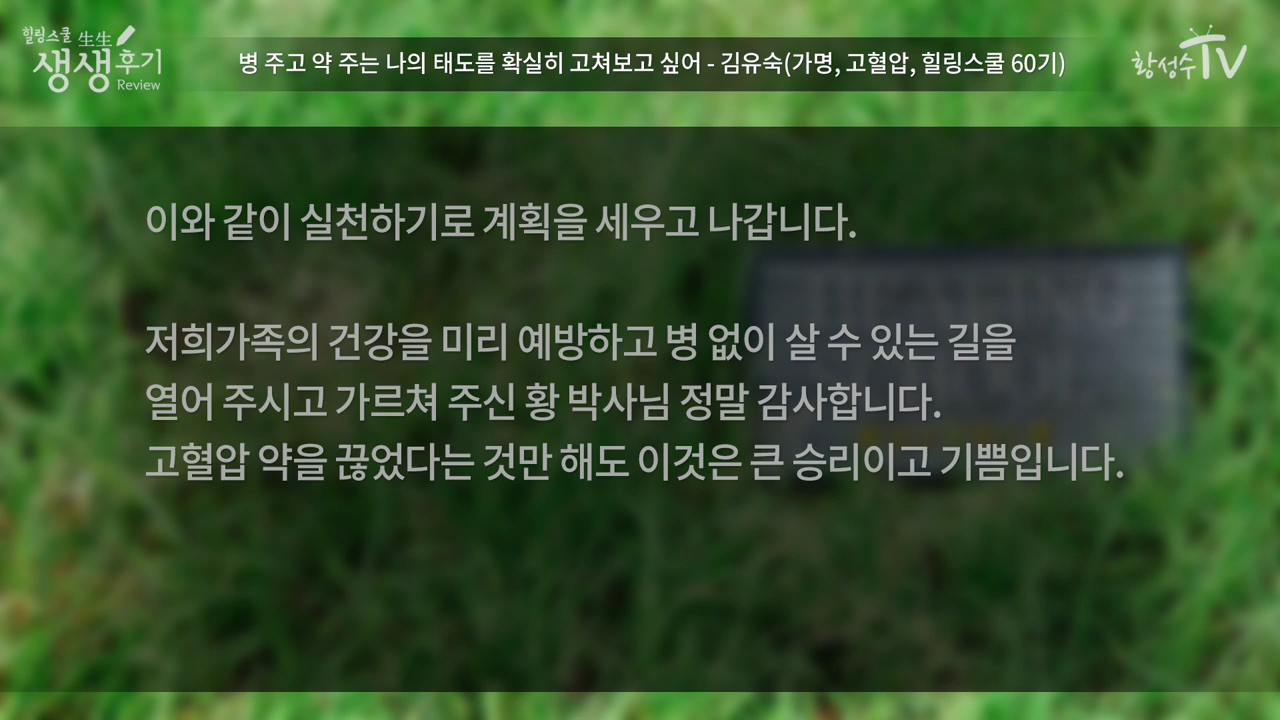 힐링스쿨 生生
생생후기
Review
병 주고 약 주는 나의 태도를 확실히 고쳐보고 싶어 - 김유숙(가명, 고혈압, 힐링스쿨 60기)
황성수TV
이와 같이 실천하기로 계획을 세우고 나갑니다.
저희가족의 건강을 미리 예방하고 병 없이 살 수 있는 길을
열어 주시고 가르쳐 주신 황 박사님 정말 감사합니다.
고혈압 약을 끊었다는 것만 해도 이것은 큰 승리이고 기쁨입니다.